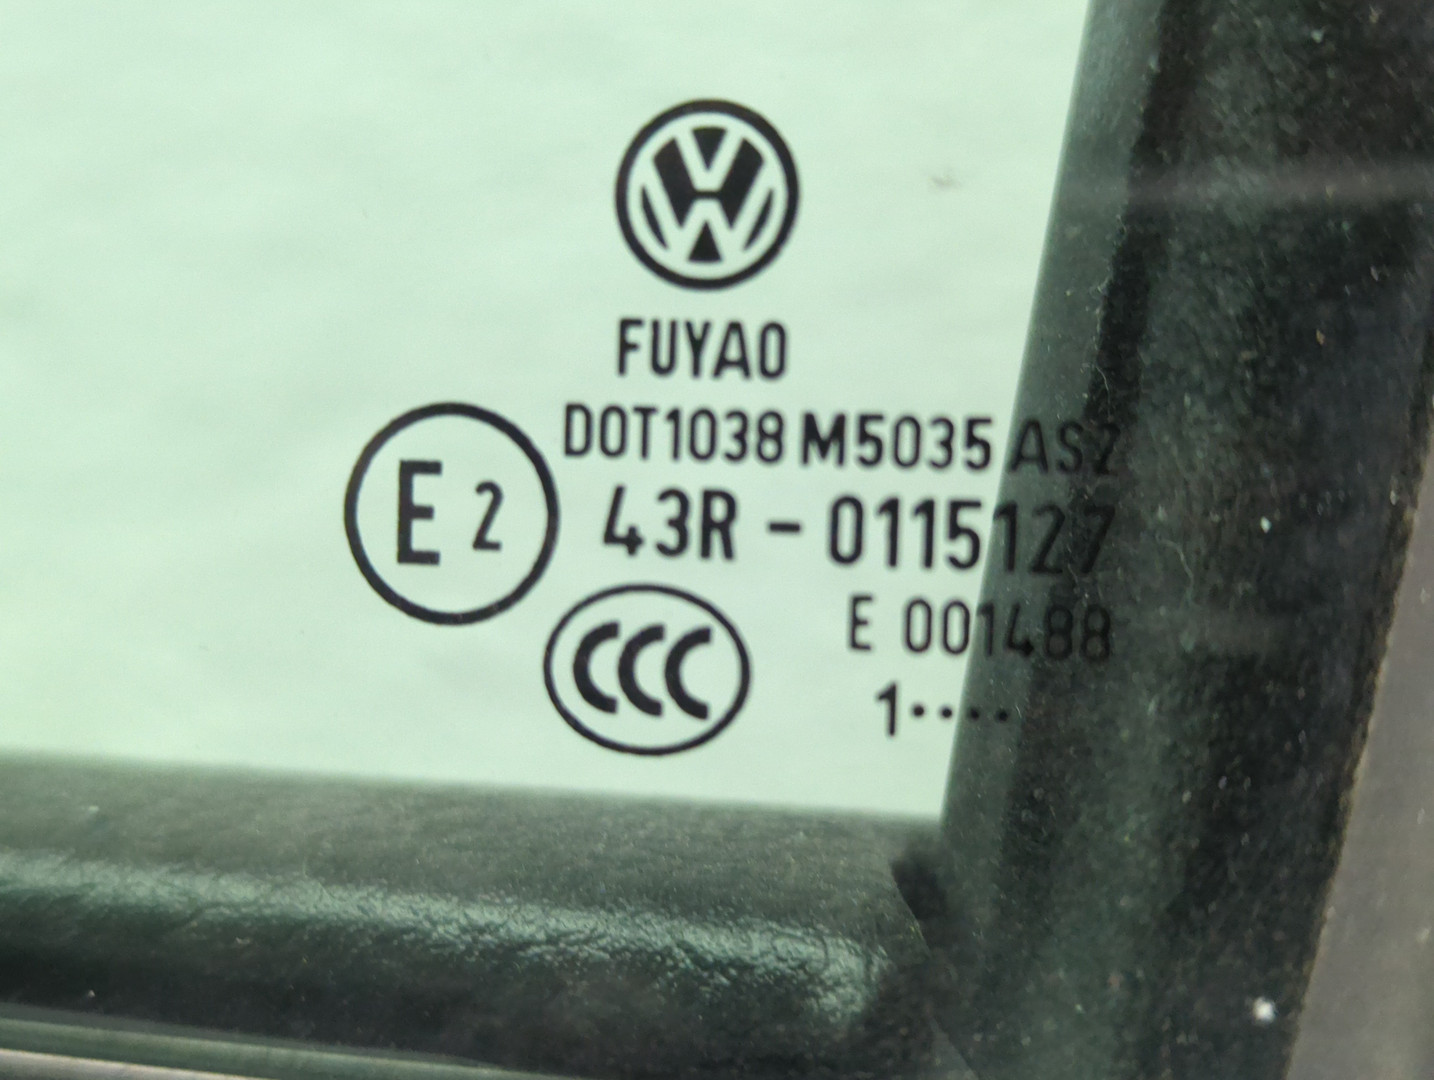 FUYAO
DOT1038 M5035 AS2
E 2
43R - 0115127
E 001488
CCC
1····